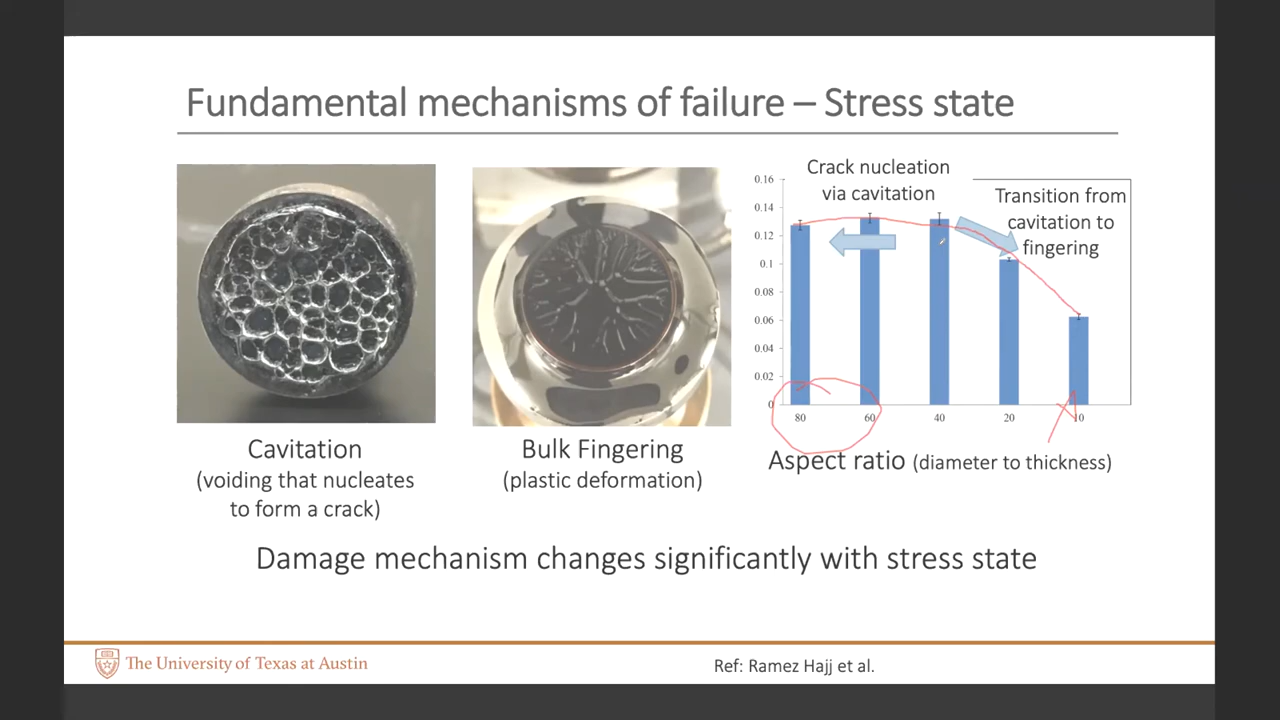 Fundamental mechanisms of failure – Stress state
Cavitation
(voiding that nucleates
to form a crack)
Bulk Fingering
(plastic deformation)
Crack nucleation
via cavitation
Transition from
cavitation to
fingering
0.16
0.14
0.12
0.1
0.08
0.06
0.04
0.02
0
80 60 40 20 10
Aspect ratio (diameter to thickness)
Damage mechanism changes significantly with stress state
The University of Texas at Austin
Ref: Ramez Hajj et al.